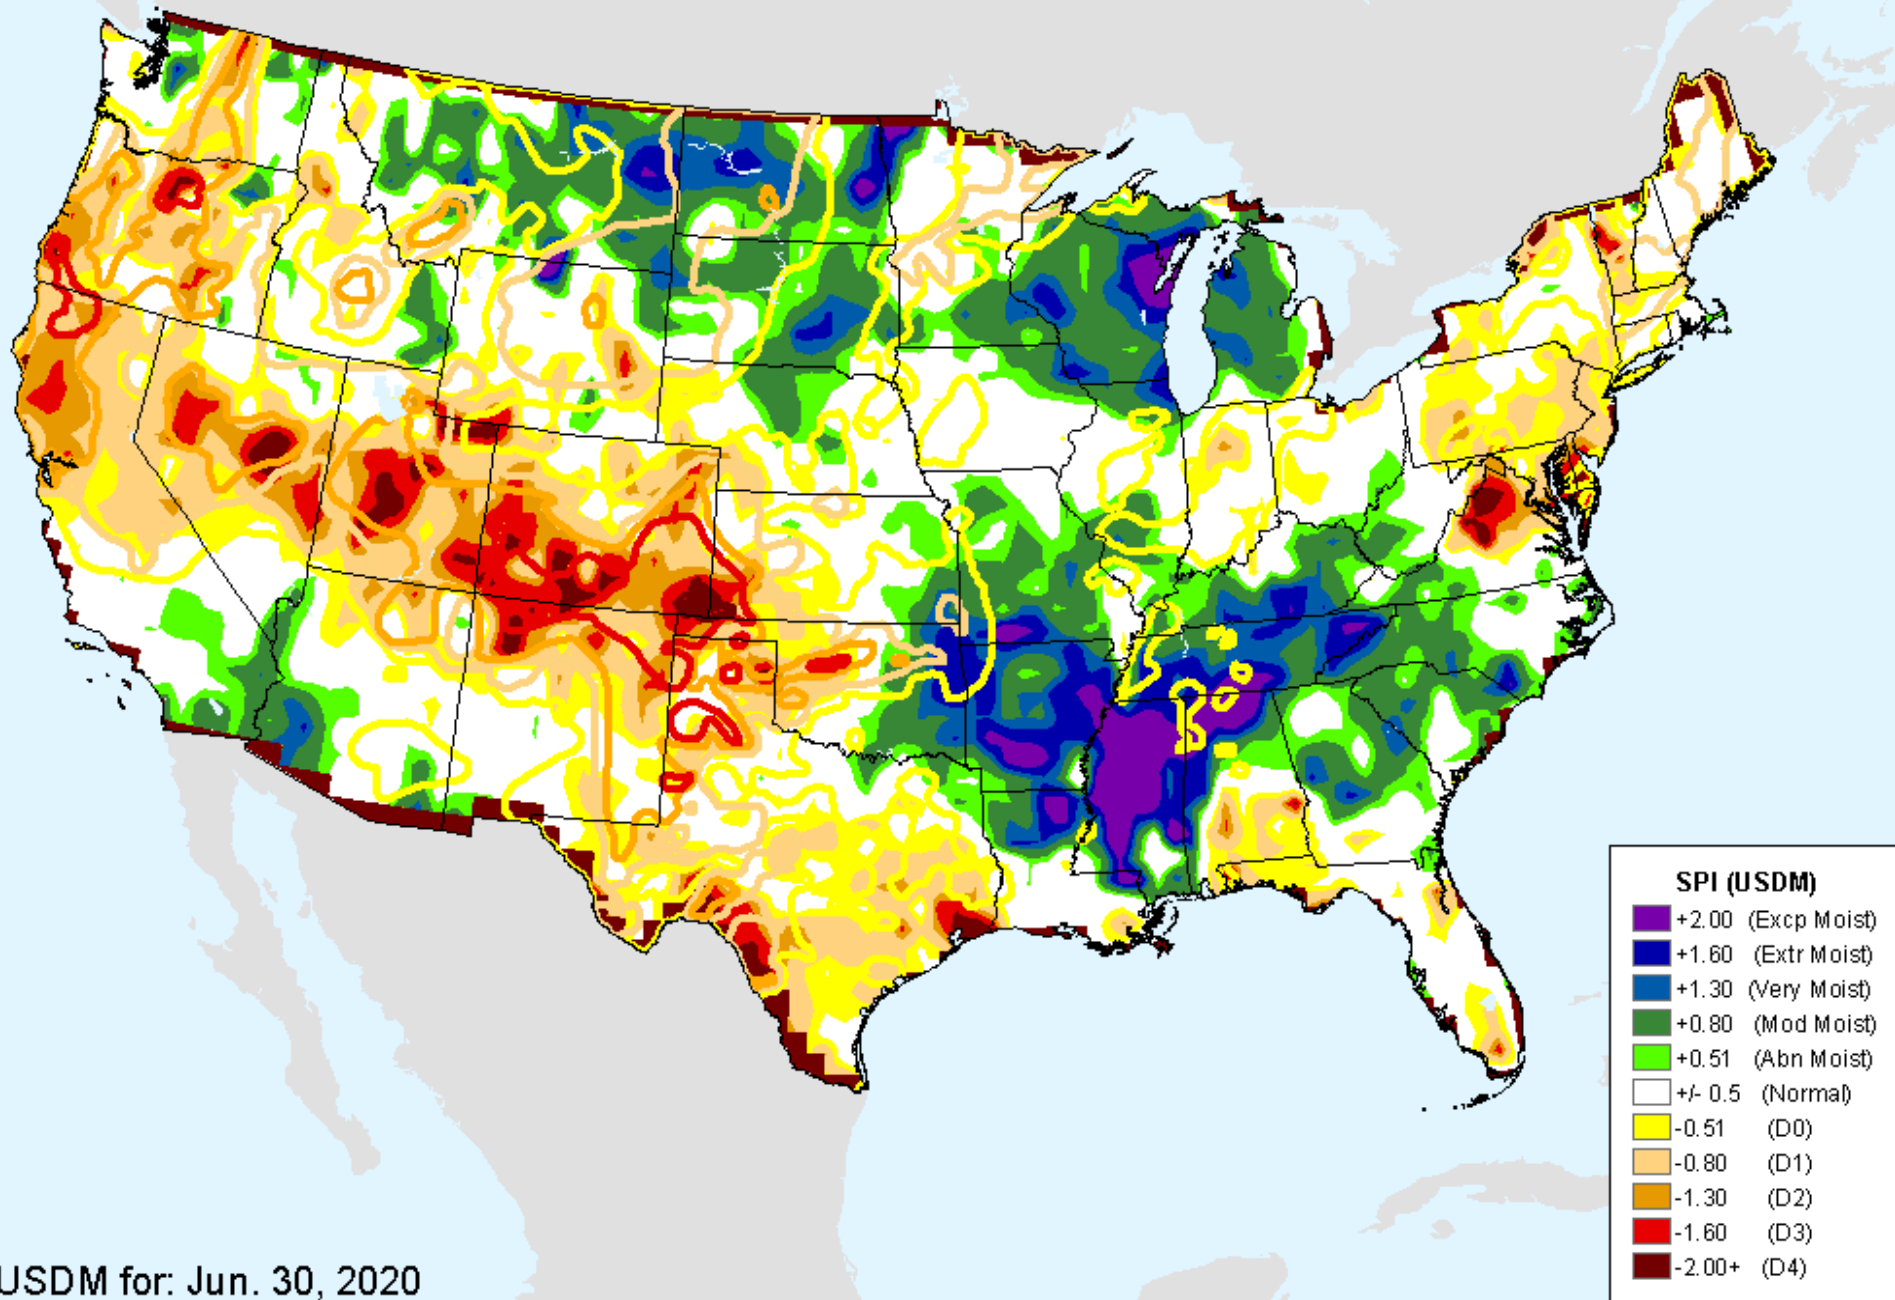 SPI (USDM)
+2.00 (Excp Moist)
+1.60 (Extr Moist)
+1.30 (Very Moist)
+0.80 (Mod Moist)
+0.51 (Abn Moist)
+/- 0.5 (Normal)
-0.51 (D0)
-0.80 (D1)
-1.30 (D2)
-1.60 (D3)
-2.00+ (D4)
USDM for: Jun. 30, 2020